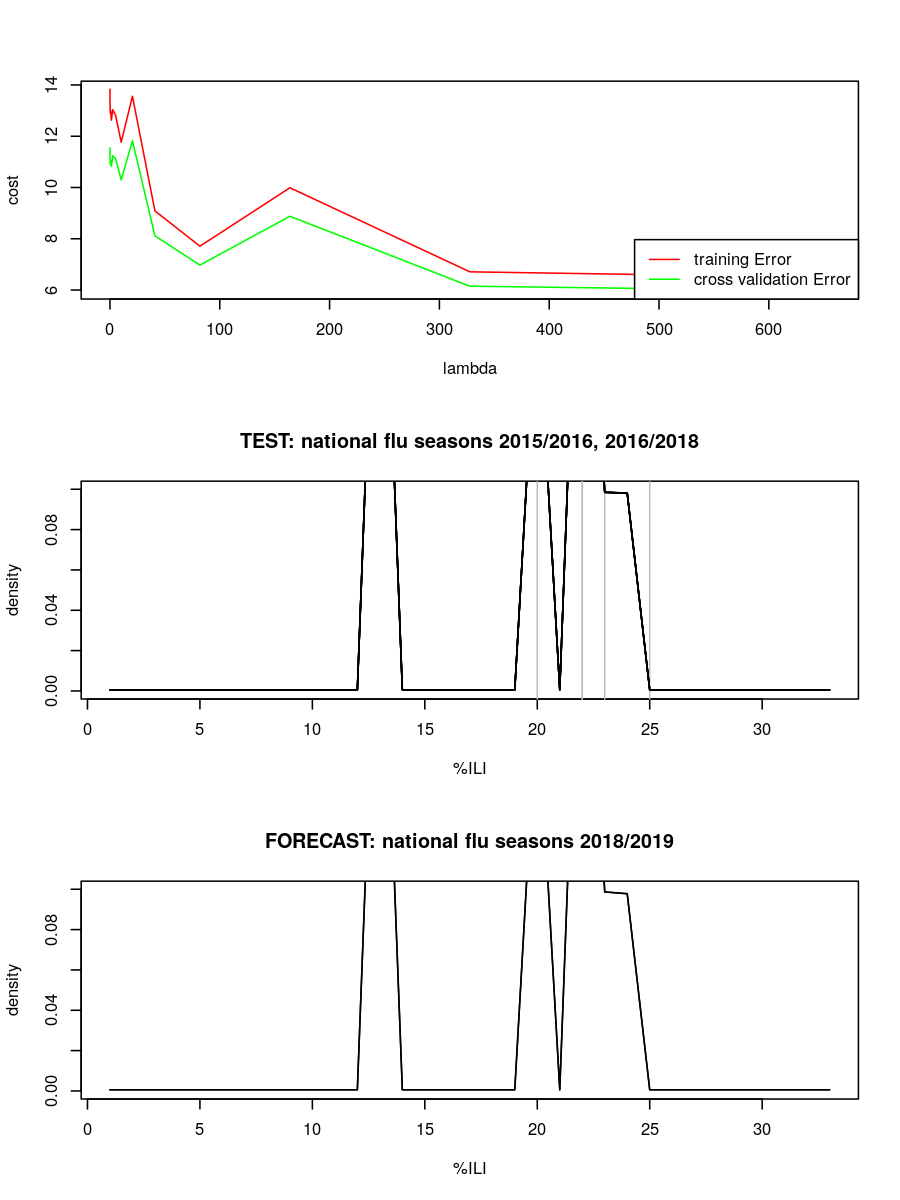 14
12
10
8
6
cost
training Error
cross validation Error
0 100 200 300 400 500 600
lambda
TEST: national flu seasons 2015/2016, 2016/2018
0.08
0.04
0.00
density
0 5 10 15 20 25 30
%ILI
FORECAST: national flu seasons 2018/2019
0.08
0.04
0.00
density
0 5 10 15 20 25 30
%ILI